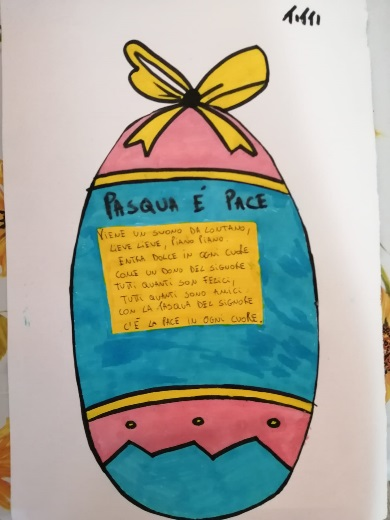 Titti
PASQUA É PACE
VIENE UN SUONO DA LONTANO,
LIEVE LIEVE, PIANO PIANO.
ENTRA DOLCE IN OGNI CUORE
COME UN DONO DEL SIGNORE
TUTTI QUANTI SON FELICI,
TUTTI QUANTI SONO AMICI.
CON LA PASQUA DEL SIGNORE
C'É LA PACE IN OGNI CUORE.